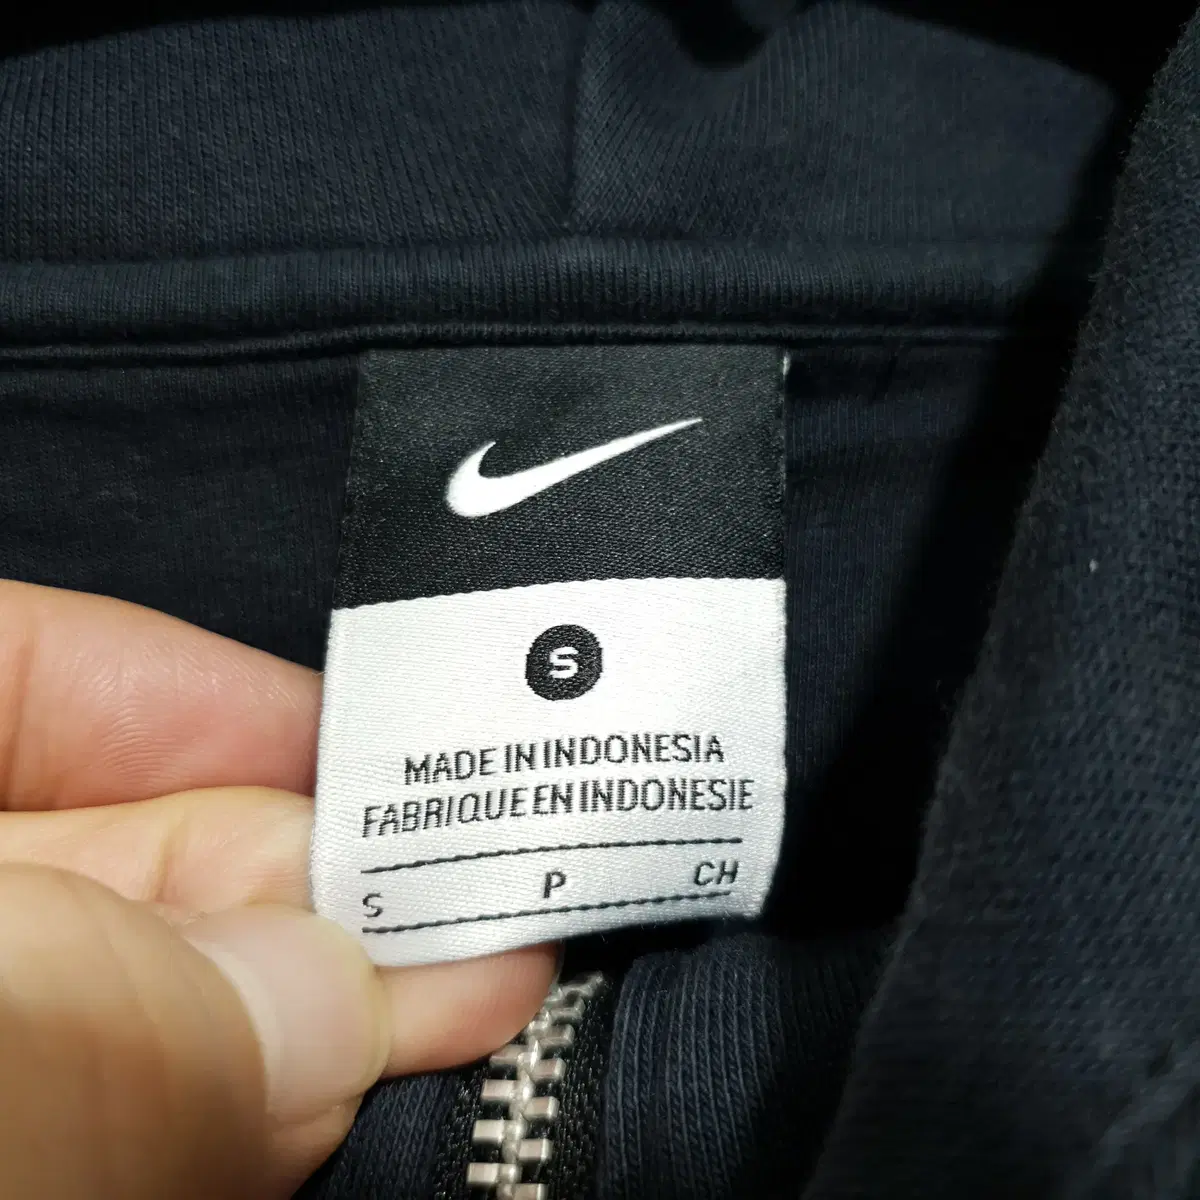 S
MADE IN INDONESIA
FABRIQUE EN INDONESIE
S P CH